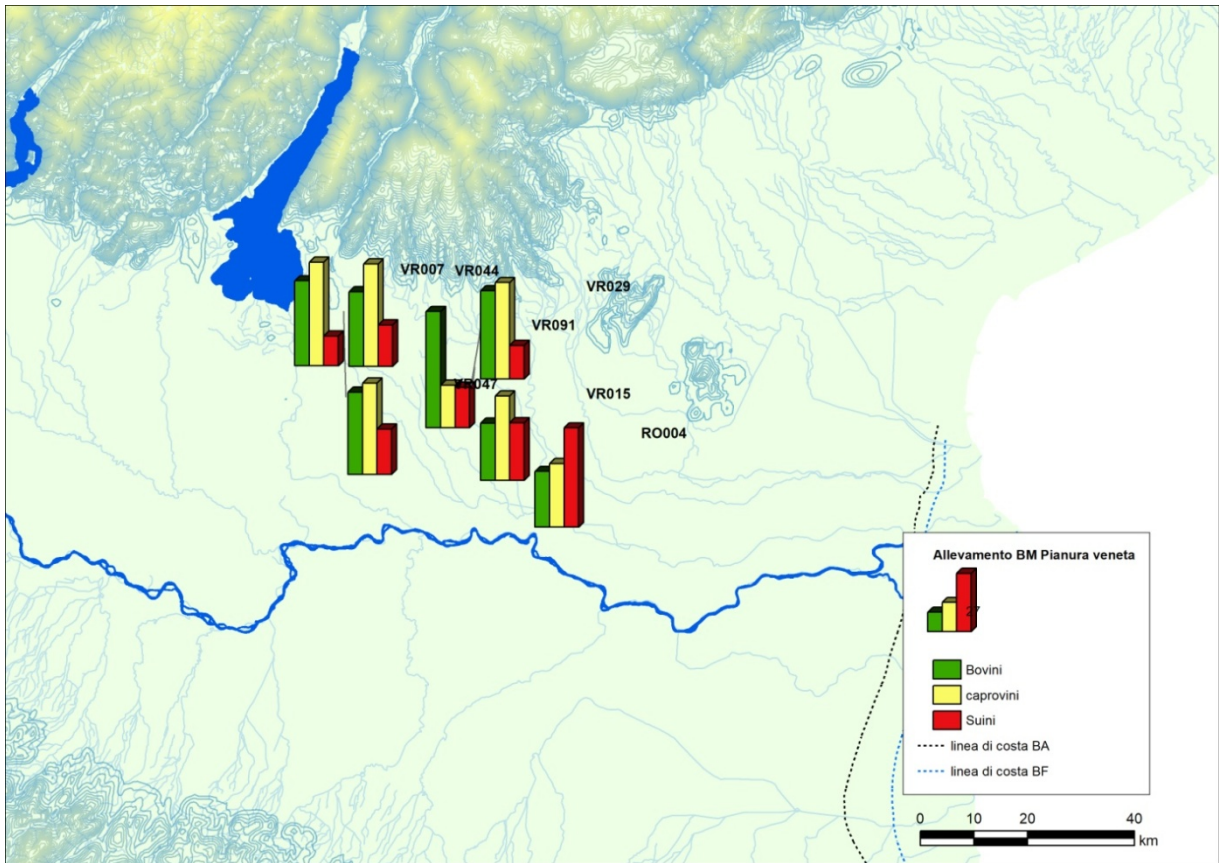 VR007
VR044
VR029
VR091
VR047
VR015
RO004
Allevamento BM Pianura veneta
27
Bovini
caprovini
Suini
linea di costa BA
linea di costa BF
0 10 20 40
km